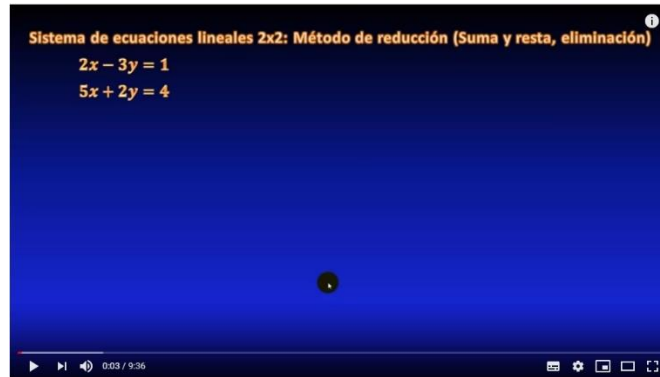 Sistema de ecuaciones lineales 2x2: Método de reducción (Suma y resta, eliminación)
2x − 3y = 1
5x + 2y = 4
0:03 / 9:36